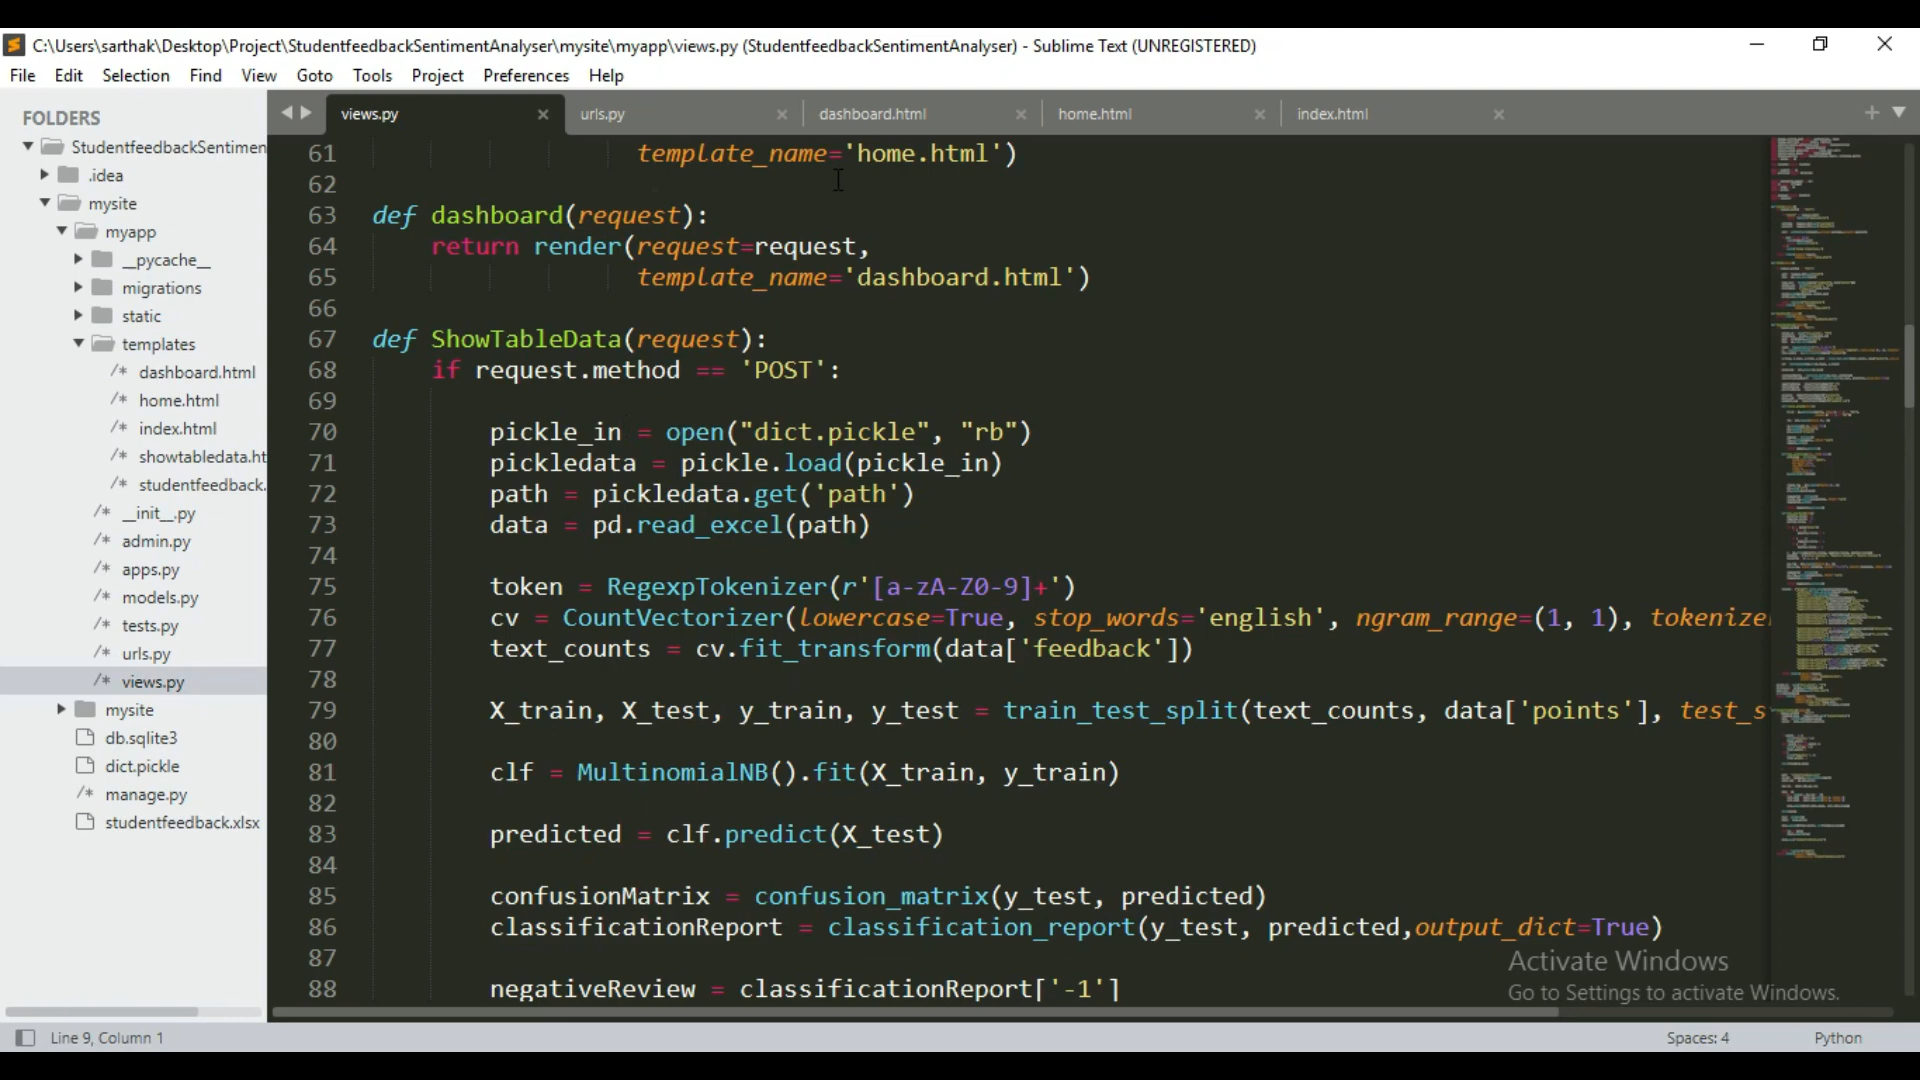 C:\Users\sarthak\Desktop\Project\StudentfeedbackSentimentAnalyser\mysite\myapp\views.py (StudentfeedbackSentimentAnalyser) - Sublime Text (UNREGISTERED)
File Edit Selection Find View Goto Tools Project Preferences Help
FOLDERS
StudentfeedbackSentimen
.idea
mysite
myapp
__pycache__
migrations
static
templates
/* dashboard.html
/* home.html
/* index.html
/* showtabledata.ht
/* studentfeedback.
/* __init__.py
/* admin.py
/* apps.py
/* models.py
/* tests.py
/* urls.py
/* views.py
mysite
db.sqlite3
dict.pickle
/* manage.py
studentfeedback.xlsx
views.py urls.py dashboard.html home.html index.html
61 template_name='home.html')
62
63 def dashboard(request):
64 return render(request=request,
65 template_name='dashboard.html')
66
67 def ShowTableData(request):
68 if request.method == 'POST':
69
70 pickle_in = open("dict.pickle", "rb")
71 pickledata = pickle.load(pickle_in)
72 path = pickledata.get('path')
73 data = pd.read_excel(path)
74
75 token = RegexpTokenizer(r'[a-zA-Z0-9]+')
76 cv = CountVectorizer(lowercase=True, stop_words='english', ngram_range=(1, 1), tokenize
77 text_counts = cv.fit_transform(data['feedback'])
78
79 X_train, X_test, y_train, y_test = train_test_split(text_counts, data['points'], test_s
80
81 clf = MultinomialNB().fit(X_train, y_train)
82
83 predicted = clf.predict(X_test)
84
85 confusionMatrix = confusion_matrix(y_test, predicted)
86 classificationReport = classification_report(y_test, predicted,output_dict=True)
87
88 negativeReview = classificationReport['-1']
Activate Windows
Go to Settings to activate Windows.
Line 9, Column 1 Spaces: 4 Python